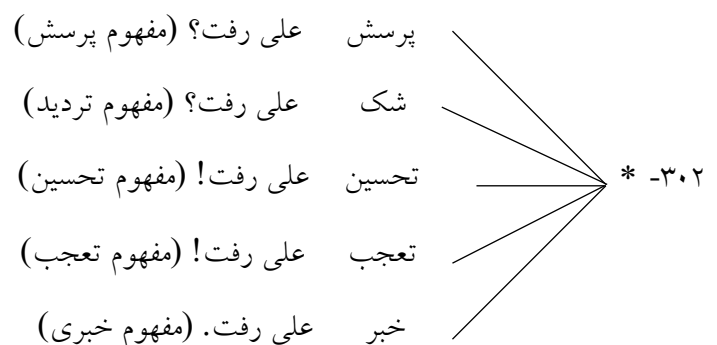 پرسش علی رفت؟ (مفهوم پرسش)
شک علی رفت؟ (مفهوم تردید)
۳۰۲- * تحسین علی رفت! (مفهوم تحسین)
تعجب علی رفت! (مفهوم تعجب)
خبر علی رفت. (مفهوم خبری)